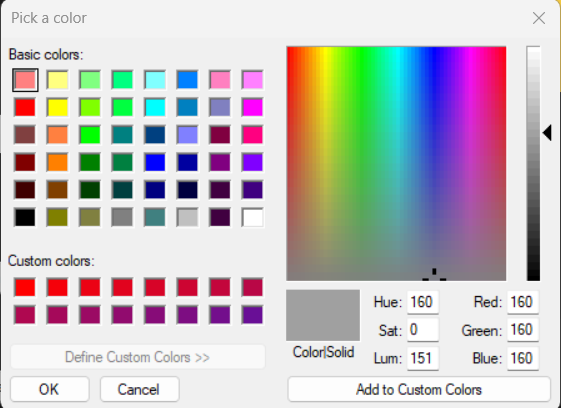 Pick a color
Basic colors:
Custom colors:
Define Custom Colors >>
OK
Cancel
Color|Solid
Hue: 160
Sat: 0
Lum: 151
Red: 160
Green: 160
Blue: 160
Add to Custom Colors